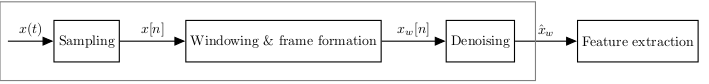 x(t) Sampling x[n] Windowing & frame formation x_w[n] Denoising x̂_w Feature extraction